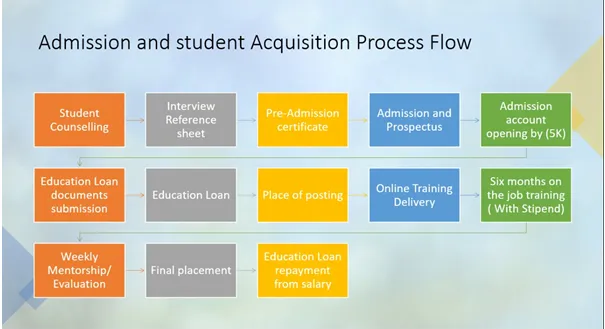 Admission and student Acquisition Process Flow
Student
Counselling
Interview
Reference
sheet
Pre-Admission
certificate
Admission and
Prospectus
Admission
account
opening by (5K)
Education Loan
documents
submission
Education Loan
Place of posting
Online Training
Delivery
Six months on
the job training
( With Stipend)
Weekly
Mentorship/
Evaluation
Final placement
Education Loan
repayment
from salary